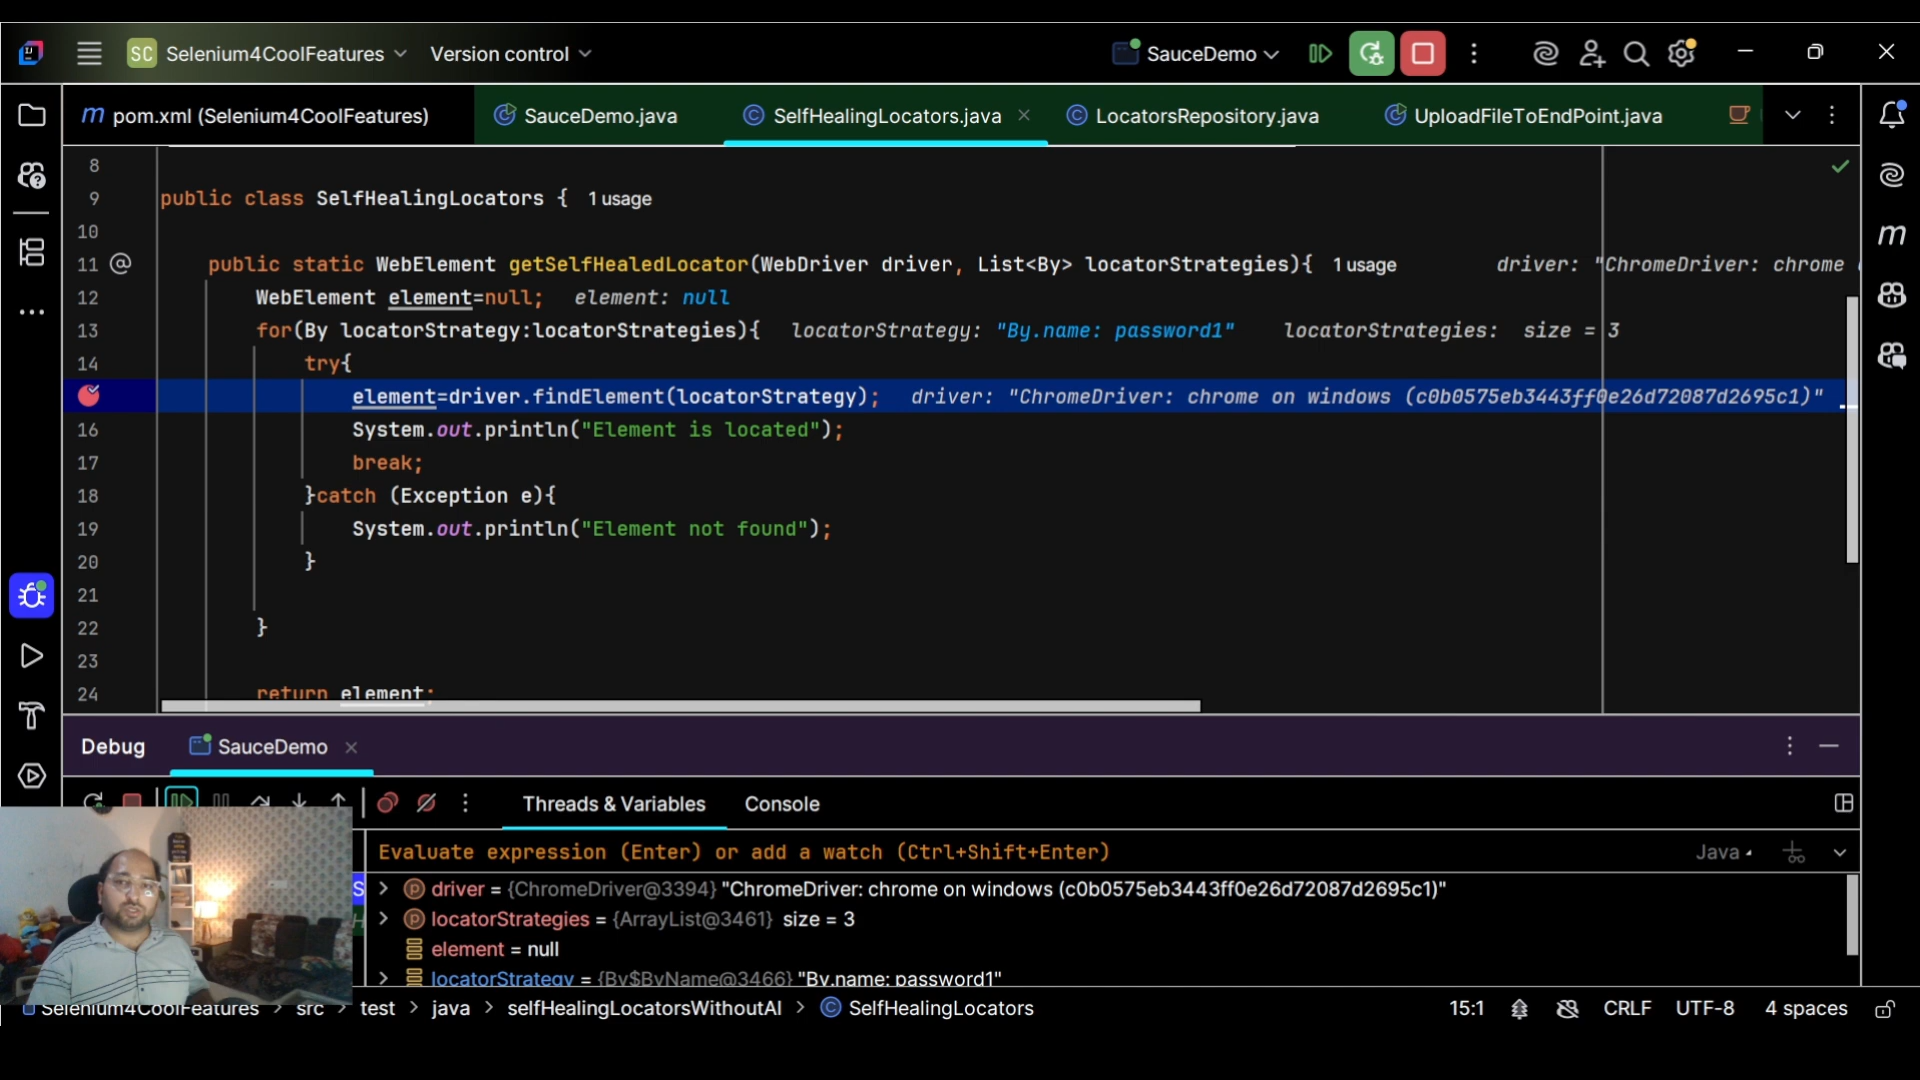 SC Selenium4CoolFeatures Version control SauceDemo
m pom.xml (Selenium4CoolFeatures) SauceDemo.java SelfHealingLocators.java LocatorsRepository.java UploadFileToEndPoint.java
8
9 public class SelfHealingLocators { 1 usage
10
11 public static WebElement getSelfHealedLocator(WebDriver driver, List<By> locatorStrategies){ 1 usage driver: "ChromeDriver: chrome
12 WebElement element=null; element: null
13 for(By locatorStrategy:locatorStrategies){ locatorStrategy: "By.name: password1" locatorStrategies: size = 3
14 try{
element=driver.findElement(locatorStrategy); driver: "ChromeDriver: chrome on windows (c0b0575eb3443ff0e26d72087d2695c1)"
16 System.out.println("Element is located");
17 break;
18 }catch (Exception e){
19 System.out.println("Element not found");
20 }
21
22 }
23
24 return element;
Debug SauceDemo
Threads & Variables Console
Evaluate expression (Enter) or add a watch (Ctrl+Shift+Enter) Java
driver = {ChromeDriver@3394} "ChromeDriver: chrome on windows (c0b0575eb3443ff0e26d72087d2695c1)"
locatorStrategies = {ArrayList@3461} size = 3
element = null
locatorStrategy = {By$ByName@3466} "By.name: password1"
Selenium4CoolFeatures > src > test > java > selfHealingLocatorsWithoutAI > SelfHealingLocators 15:1 CRLF UTF-8 4 spaces